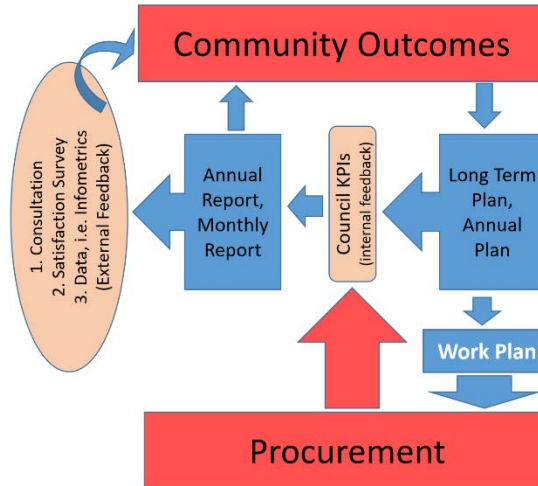 Community Outcomes
1. Consultation
2. Satisfaction Survey
3. Data, i.e. Infometrics
(External Feedback)
Annual
Report,
Monthly
Report
Council KPIs
(internal feedback)
Long Term
Plan,
Annual
Plan
Work Plan
Procurement